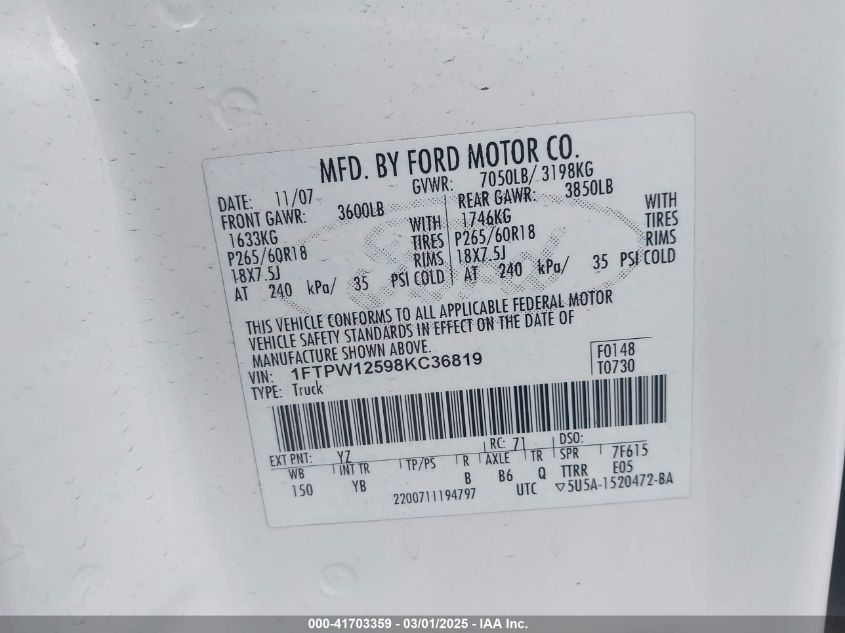 MFD. BY FORD MOTOR CO.
DATE: 11/07 GVWR: 7050LB/ 3198KG
FRONT GAWR: 3600LB REAR GAWR: 3850LB
1633KG WITH 1746KG WITH
P265/60R18 TIRES P265/60R18 TIRES
18X7.5J RIMS 18X7.5J RIMS
AT 240 kPa/ 35 PSI COLD AT 240 kPa/ 35 PSI COLD
THIS VEHICLE CONFORMS TO ALL APPLICABLE FEDERAL MOTOR
VEHICLE SAFETY STANDARDS IN EFFECT ON THE DATE OF
MANUFACTURE SHOWN ABOVE.
VIN: 1FTPW12598KC36819 F0148
TYPE: Truck T0730
EXT PNT: YZ RC: 71 DSO:
WB INT TR TP/PS R AXLE TR SPR 7F615
150 YB B B6 Q TTRR E05
2200711194797 UTC ▽5U5A-1520472-BA
Ford
000-41703359 - 03/01/2025 - IAA Inc.